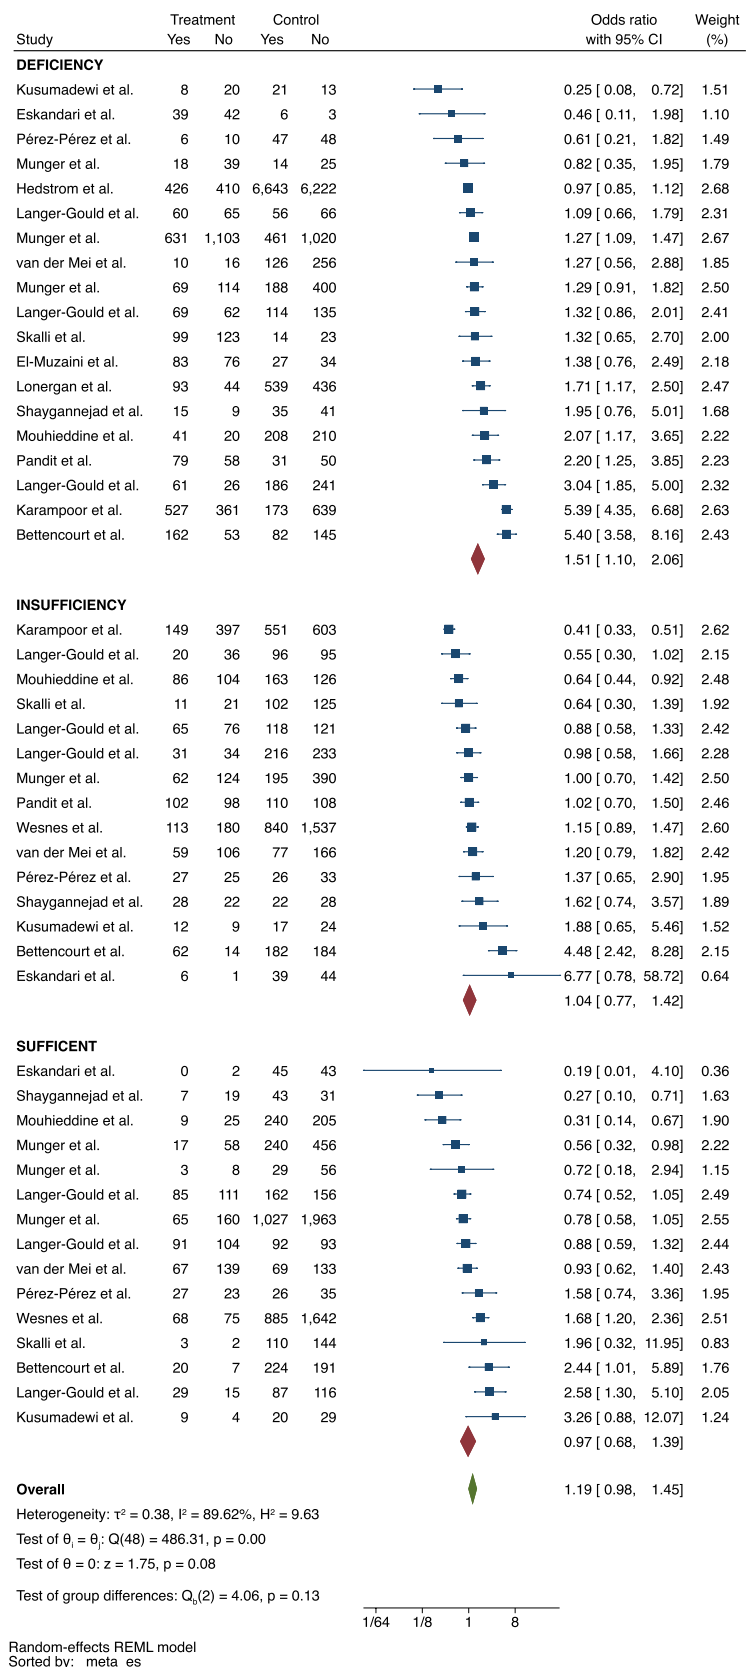 Treatment Control Odds ratio Weight
Study Yes No Yes No with 95% CI (%)
DEFICIENCY
Kusumadewi et al. 8 20 21 13 0.25 [ 0.08, 0.72] 1.51
Eskandari et al. 39 42 6 3 0.46 [ 0.11, 1.98] 1.10
Pérez-Pérez et al. 6 10 47 48 0.61 [ 0.21, 1.82] 1.49
Munger et al. 18 39 14 25 0.82 [ 0.35, 1.95] 1.79
Hedstrom et al. 426 410 6,643 6,222 0.97 [ 0.85, 1.12] 2.68
Langer-Gould et al. 60 65 56 66 1.09 [ 0.66, 1.79] 2.31
Munger et al. 631 1,103 461 1,020 1.27 [ 1.09, 1.47] 2.67
van der Mei et al. 10 16 126 256 1.27 [ 0.56, 2.88] 1.85
Munger et al. 69 114 188 400 1.29 [ 0.91, 1.82] 2.50
Langer-Gould et al. 69 62 114 135 1.32 [ 0.86, 2.01] 2.41
Skalli et al. 99 123 14 23 1.32 [ 0.65, 2.70] 2.00
El-Muzaini et al. 83 76 27 34 1.38 [ 0.76, 2.49] 2.18
Lonergan et al. 93 44 539 436 1.71 [ 1.17, 2.50] 2.47
Shaygannejad et al. 15 9 35 41 1.95 [ 0.76, 5.01] 1.68
Mouhieddine et al. 41 20 208 210 2.07 [ 1.17, 3.65] 2.22
Pandit et al. 79 58 31 50 2.20 [ 1.25, 3.85] 2.23
Langer-Gould et al. 61 26 186 241 3.04 [ 1.85, 5.00] 2.32
Karampoor et al. 527 361 173 639 5.39 [ 4.35, 6.68] 2.63
Bettencourt et al. 162 53 82 145 5.40 [ 3.58, 8.16] 2.43
1.51 [ 1.10, 2.06]
INSUFFICIENCY
Karampoor et al. 149 397 551 603 0.41 [ 0.33, 0.51] 2.62
Langer-Gould et al. 20 36 96 95 0.55 [ 0.30, 1.02] 2.15
Mouhieddine et al. 86 104 163 126 0.64 [ 0.44, 0.92] 2.48
Skalli et al. 11 21 102 125 0.64 [ 0.30, 1.39] 1.92
Langer-Gould et al. 65 76 118 121 0.88 [ 0.58, 1.33] 2.42
Langer-Gould et al. 31 34 216 233 0.98 [ 0.58, 1.66] 2.28
Munger et al. 62 124 195 390 1.00 [ 0.70, 1.42] 2.50
Pandit et al. 102 98 110 108 1.02 [ 0.70, 1.50] 2.46
Wesnes et al. 113 180 840 1,537 1.15 [ 0.89, 1.47] 2.60
van der Mei et al. 59 106 77 166 1.20 [ 0.79, 1.82] 2.42
Pérez-Pérez et al. 27 25 26 33 1.37 [ 0.65, 2.90] 1.95
Shaygannejad et al. 28 22 22 28 1.62 [ 0.74, 3.57] 1.89
Kusumadewi et al. 12 9 17 24 1.88 [ 0.65, 5.46] 1.52
Bettencourt et al. 62 14 182 184 4.48 [ 2.42, 8.28] 2.15
Eskandari et al. 6 1 39 44 6.77 [ 0.78, 58.72] 0.64
1.04 [ 0.77, 1.42]
SUFFICENT
Eskandari et al. 0 2 45 43 0.19 [ 0.01, 4.10] 0.36
Shaygannejad et al. 7 19 43 31 0.27 [ 0.10, 0.71] 1.63
Mouhieddine et al. 9 25 240 205 0.31 [ 0.14, 0.67] 1.90
Munger et al. 17 58 240 456 0.56 [ 0.32, 0.98] 2.22
Munger et al. 3 8 29 56 0.72 [ 0.18, 2.94] 1.15
Langer-Gould et al. 85 111 162 156 0.74 [ 0.52, 1.05] 2.49
Munger et al. 65 160 1,027 1,963 0.78 [ 0.58, 1.05] 2.55
Langer-Gould et al. 91 104 92 93 0.88 [ 0.59, 1.32] 2.44
van der Mei et al. 67 139 69 133 0.93 [ 0.62, 1.40] 2.43
Pérez-Pérez et al. 27 23 26 35 1.58 [ 0.74, 3.36] 1.95
Wesnes et al. 68 75 885 1,642 1.68 [ 1.20, 2.36] 2.51
Skalli et al. 3 2 110 144 1.96 [ 0.32, 11.95] 0.83
Bettencourt et al. 20 7 224 191 2.44 [ 1.01, 5.89] 1.76
Langer-Gould et al. 29 15 87 116 2.58 [ 1.30, 5.10] 2.05
Kusumadewi et al. 9 4 20 29 3.26 [ 0.88, 12.07] 1.24
0.97 [ 0.68, 1.39]
Overall 1.19 [ 0.98, 1.45]
Heterogeneity: τ² = 0.38, I² = 89.62%, H² = 9.63
Test of θᵢ = θⱼ: Q(48) = 486.31, p = 0.00
Test of θ = 0: z = 1.75, p = 0.08
Test of group differences: Q_b(2) = 4.06, p = 0.13
1/64 1/8 1 8
Random-effects REML model
Sorted by: _meta_es